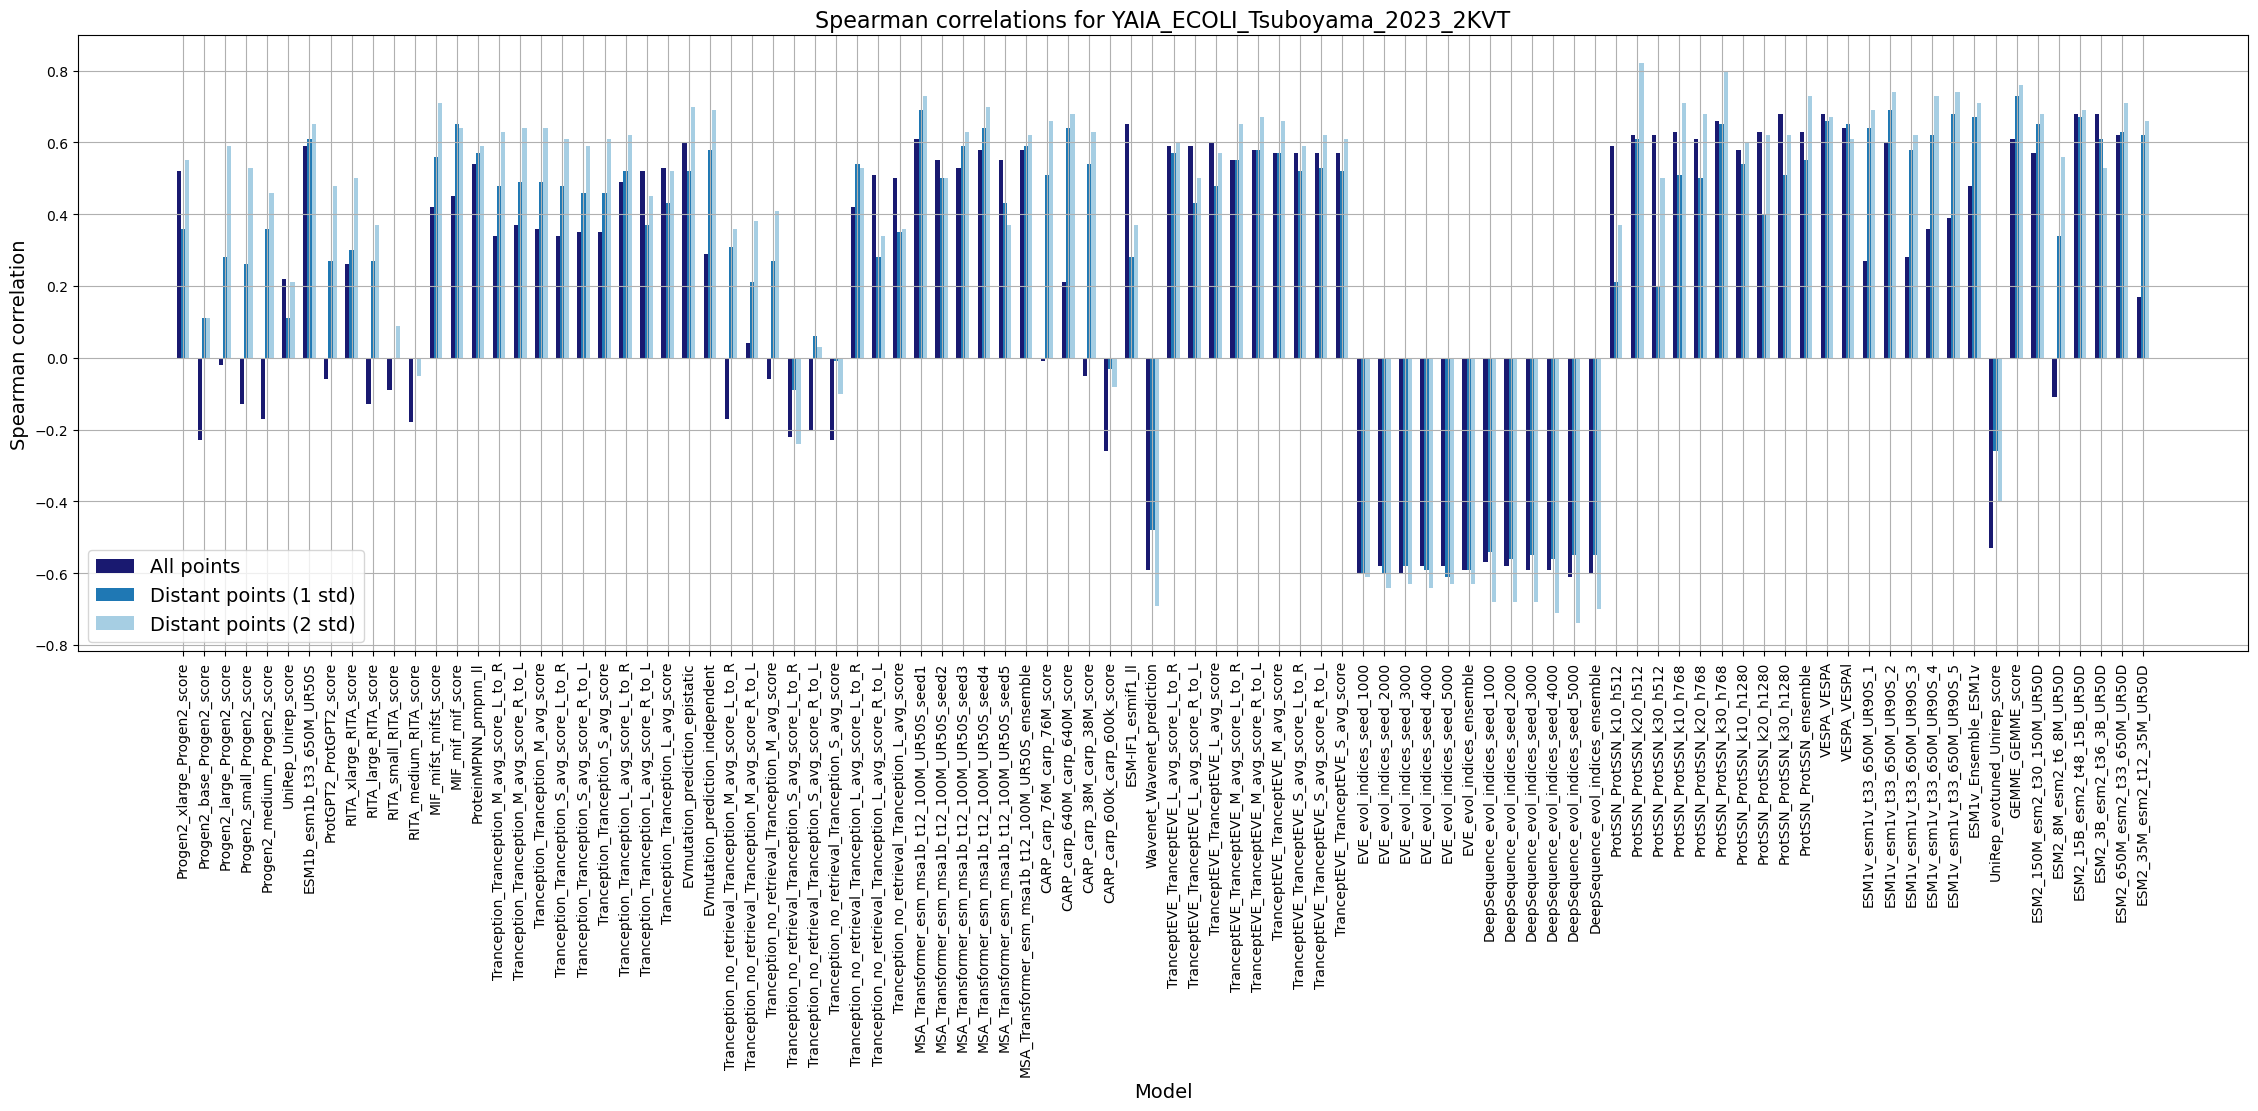 Spearman correlations for YAIA_ECOLI_Tsuboyama_2023_2KVT
Spearman correlation
0.8
0.6
0.4
0.2
0.0
−0.2
−0.4
−0.6
−0.8
All points
Distant points (1 std)
Distant points (2 std)
Progen2_xlarge_Progen2_score
Progen2_base_Progen2_score
Progen2_large_Progen2_score
Progen2_small_Progen2_score
Progen2_medium_Progen2_score
UniRep_Unirep_score
ESM1b_esm1b_t33_650M_UR50S
ProtGPT2_ProtGPT2_score
RITA_xlarge_RITA_score
RITA_large_RITA_score
RITA_small_RITA_score
RITA_medium_RITA_score
MIF_mifst_mifst_score
MIF_mif_mif_score
ProteinMPNN_pmpnn_ll
Tranception_Tranception_M_avg_score_L_to_R
Tranception_Tranception_M_avg_score_R_to_L
Tranception_Tranception_M_avg_score
Tranception_Tranception_S_avg_score_L_to_R
Tranception_Tranception_S_avg_score_R_to_L
Tranception_Tranception_S_avg_score
Tranception_Tranception_L_avg_score_L_to_R
Tranception_Tranception_L_avg_score_R_to_L
Tranception_Tranception_L_avg_score
EVmutation_prediction_epistatic
EVmutation_prediction_independent
Tranception_no_retrieval_Tranception_M_avg_score_L_to_R
Tranception_no_retrieval_Tranception_M_avg_score_R_to_L
Tranception_no_retrieval_Tranception_M_avg_score
Tranception_no_retrieval_Tranception_S_avg_score_L_to_R
Tranception_no_retrieval_Tranception_S_avg_score_R_to_L
Tranception_no_retrieval_Tranception_S_avg_score
Tranception_no_retrieval_Tranception_L_avg_score_L_to_R
Tranception_no_retrieval_Tranception_L_avg_score_R_to_L
Tranception_no_retrieval_Tranception_L_avg_score
MSA_Transformer_esm_msa1b_t12_100M_UR50S_seed1
MSA_Transformer_esm_msa1b_t12_100M_UR50S_seed2
MSA_Transformer_esm_msa1b_t12_100M_UR50S_seed3
MSA_Transformer_esm_msa1b_t12_100M_UR50S_seed4
MSA_Transformer_esm_msa1b_t12_100M_UR50S_seed5
MSA_Transformer_esm_msa1b_t12_100M_UR50S_ensemble
CARP_carp_76M_carp_76M_score
CARP_carp_640M_carp_640M_score
CARP_carp_38M_carp_38M_score
CARP_carp_600k_carp_600k_score
ESM-IF1_esmif1_ll
Wavenet_Wavenet_prediction
TranceptEVE_TranceptEVE_L_avg_score_L_to_R
TranceptEVE_TranceptEVE_L_avg_score_R_to_L
TranceptEVE_TranceptEVE_L_avg_score
TranceptEVE_TranceptEVE_M_avg_score_L_to_R
TranceptEVE_TranceptEVE_M_avg_score_R_to_L
TranceptEVE_TranceptEVE_M_avg_score
TranceptEVE_TranceptEVE_S_avg_score_L_to_R
TranceptEVE_TranceptEVE_S_avg_score_R_to_L
TranceptEVE_TranceptEVE_S_avg_score
EVE_evol_indices_seed_1000
EVE_evol_indices_seed_2000
EVE_evol_indices_seed_3000
EVE_evol_indices_seed_4000
EVE_evol_indices_seed_5000
EVE_evol_indices_ensemble
DeepSequence_evol_indices_seed_1000
DeepSequence_evol_indices_seed_2000
DeepSequence_evol_indices_seed_3000
DeepSequence_evol_indices_seed_4000
DeepSequence_evol_indices_seed_5000
DeepSequence_evol_indices_ensemble
ProtSSN_ProtSSN_k10_h512
ProtSSN_ProtSSN_k20_h512
ProtSSN_ProtSSN_k30_h512
ProtSSN_ProtSSN_k10_h768
ProtSSN_ProtSSN_k20_h768
ProtSSN_ProtSSN_k30_h768
ProtSSN_ProtSSN_k10_h1280
ProtSSN_ProtSSN_k20_h1280
ProtSSN_ProtSSN_k30_h1280
ProtSSN_ProtSSN_ensemble
VESPA_VESPA
VESPA_VESPAl
ESM1v_esm1v_t33_650M_UR90S_1
ESM1v_esm1v_t33_650M_UR90S_2
ESM1v_esm1v_t33_650M_UR90S_3
ESM1v_esm1v_t33_650M_UR90S_4
ESM1v_esm1v_t33_650M_UR90S_5
ESM1v_Ensemble_ESM1v
UniRep_evotuned_Unirep_score
GEMME_GEMME_score
ESM2_150M_esm2_t30_150M_UR50D
ESM2_8M_esm2_t6_8M_UR50D
ESM2_15B_esm2_t48_15B_UR50D
ESM2_3B_esm2_t36_3B_UR50D
ESM2_650M_esm2_t33_650M_UR50D
ESM2_35M_esm2_t12_35M_UR50D
Model